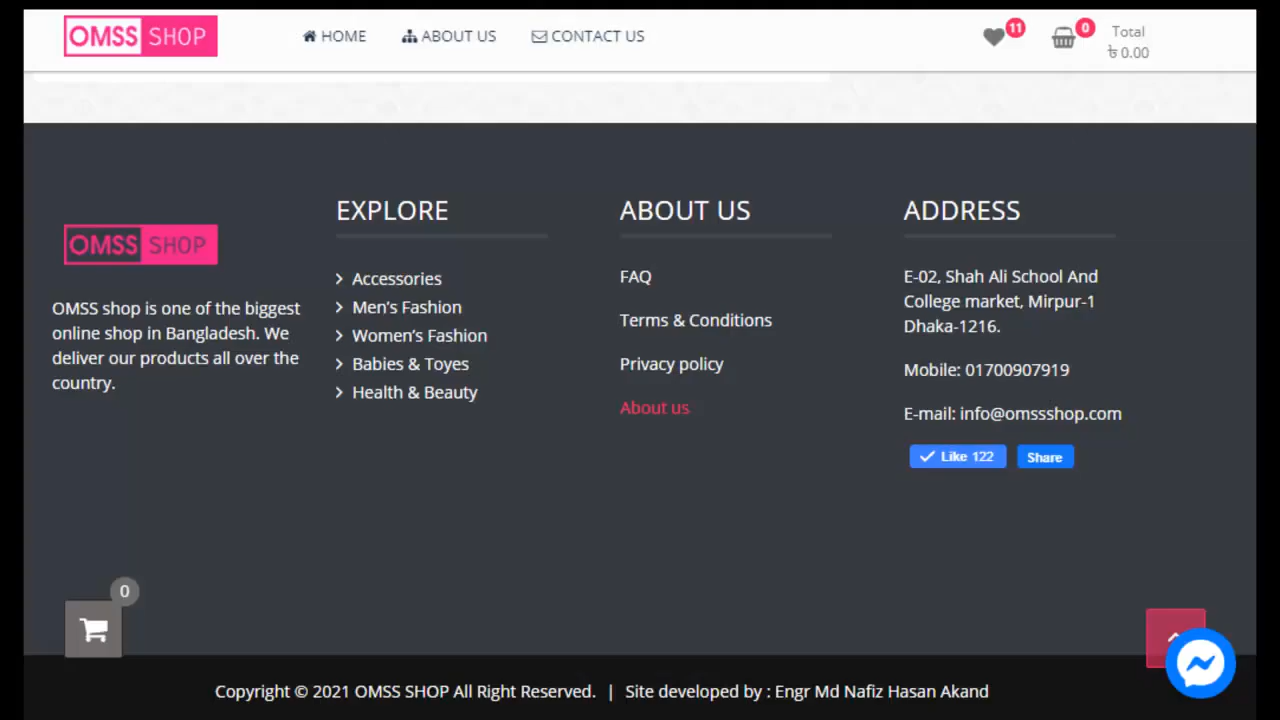 OMSS SHOP
HOME
ABOUT US
CONTACT US
11
0
Total
৳ 0.00
OMSS SHOP
OMSS shop is one of the biggest
online shop in Bangladesh. We
deliver our products all over the
country.
EXPLORE
Accessories
Men’s Fashion
Women’s Fashion
Babies & Toyes
Health & Beauty
ABOUT US
FAQ
Terms & Conditions
Privacy policy
About us
ADDRESS
E-02, Shah Ali School And
College market, Mirpur-1
Dhaka-1216.
Mobile: 01700907919
E-mail: info@omssshop.com
Like 122
Share
0
Copyright © 2021 OMSS SHOP All Right Reserved. | Site developed by : Engr Md Nafiz Hasan Akand